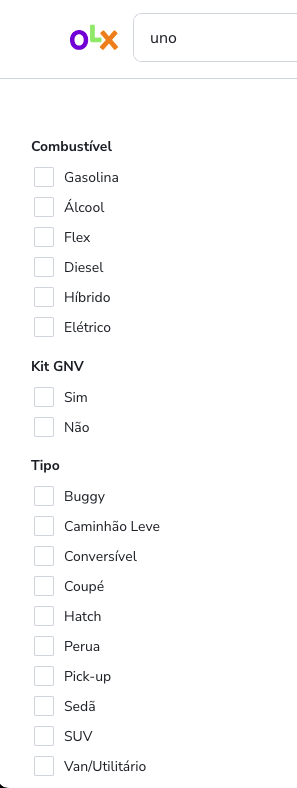 OLX
uno
Combustível
Gasolina
Álcool
Flex
Diesel
Híbrido
Elétrico
Kit GNV
Sim
Não
Tipo
Buggy
Caminhão Leve
Conversível
Coupé
Hatch
Perua
Pick-up
Sedã
SUV
Van/Utilitário